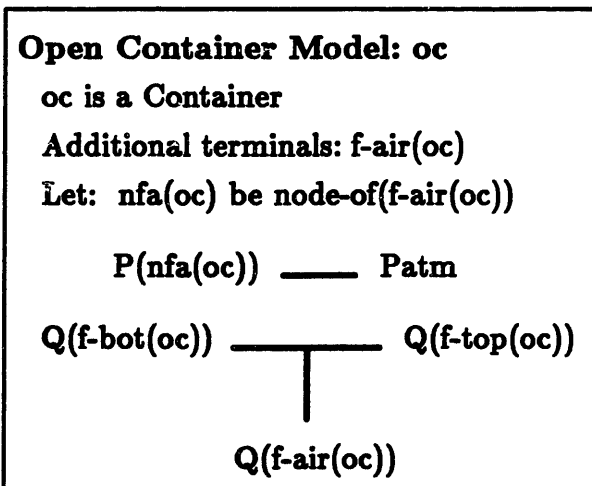 Open Container Model: oc
oc is a Container
Additional terminals: f-air(oc)
Let: nfa(oc) be node-of(f-air(oc))
P(nfa(oc)) Patm
Q(f-bot(oc)) Q(f-top(oc))
Q(f-air(oc))